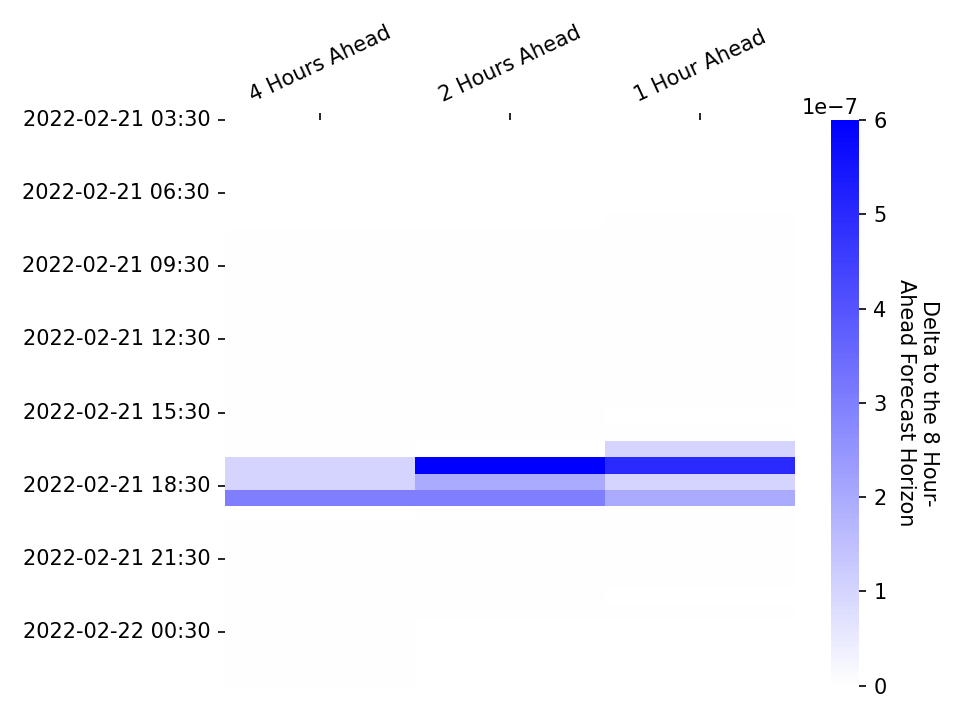 4 Hours Ahead
2 Hours Ahead
1 Hour Ahead
2022-02-21 03:30
2022-02-21 06:30
2022-02-21 09:30
2022-02-21 12:30
2022-02-21 15:30
2022-02-21 18:30
2022-02-21 21:30
2022-02-22 00:30
1e−7
6
5
4
3
2
1
0
Delta to the 8 Hour-
Ahead Forecast Horizon